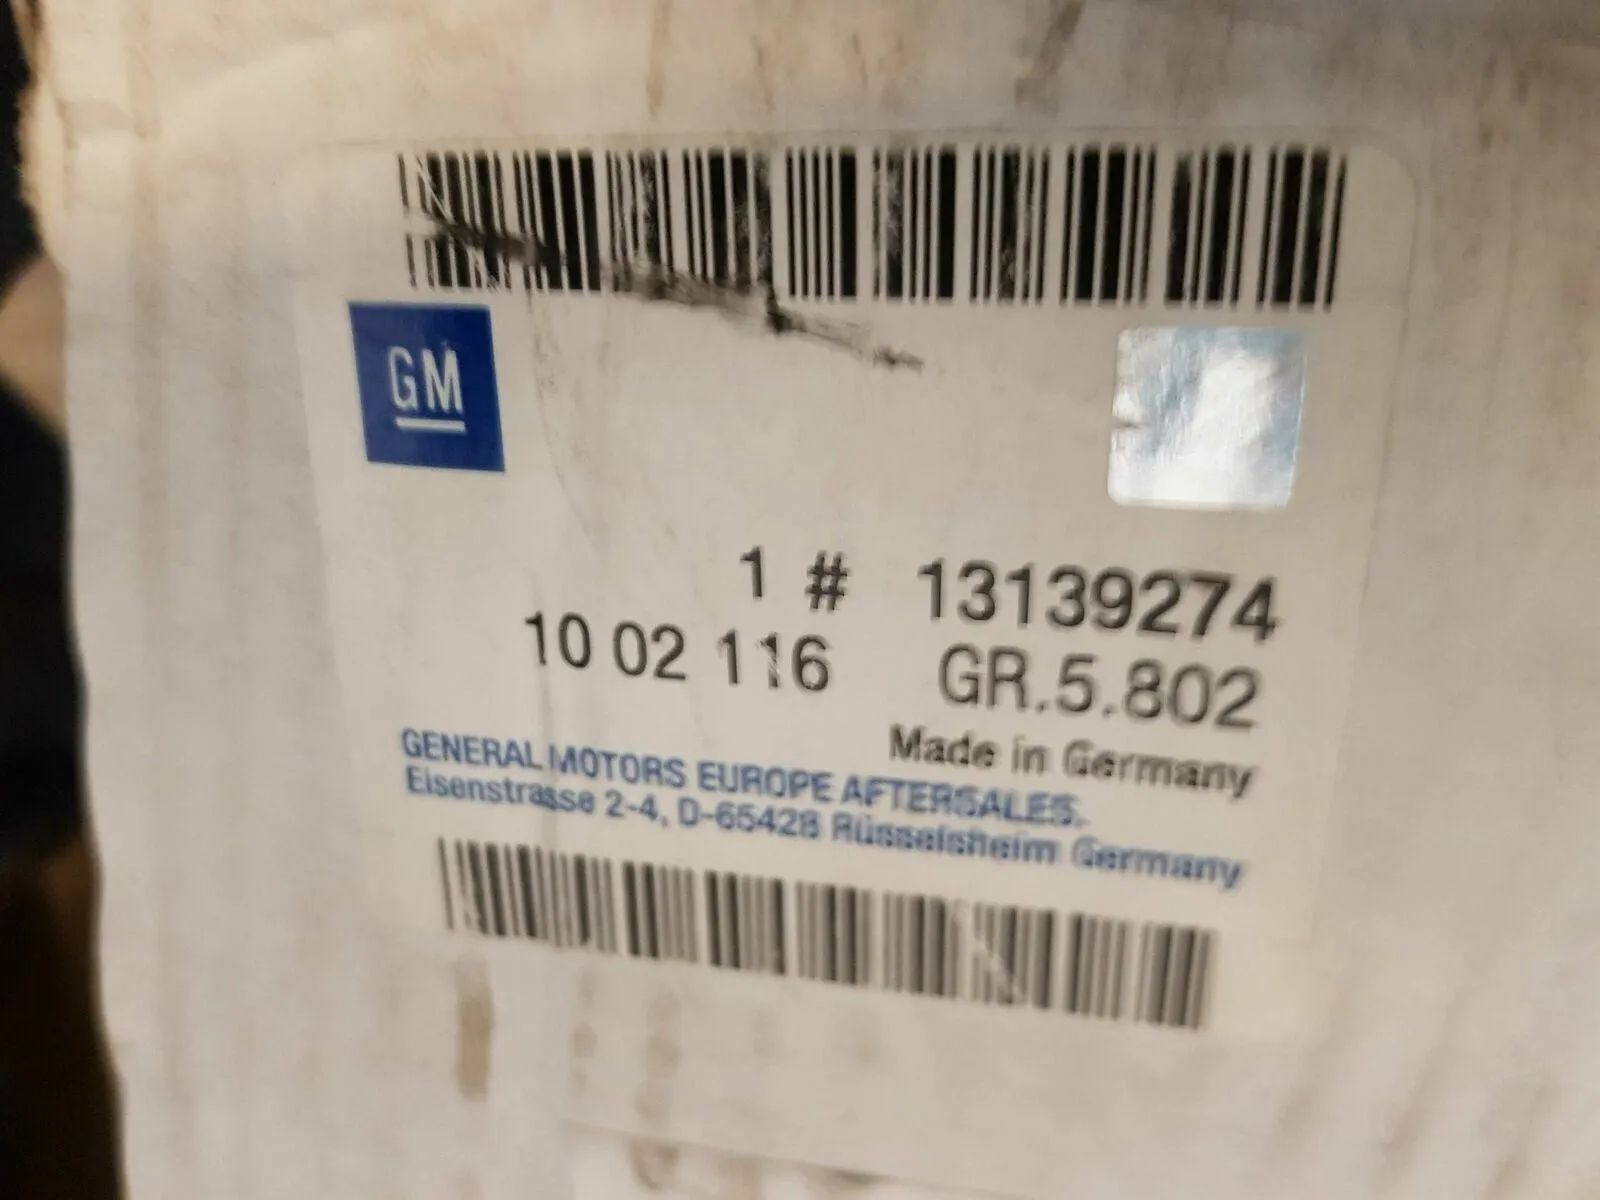 GM
1 # 13139274
10 02 116 GR.5.802
Made in Germany
GENERAL MOTORS EUROPE AFTERSALES.
Eisenstrasse 2-4, D-65428 Rüsselsheim Germany